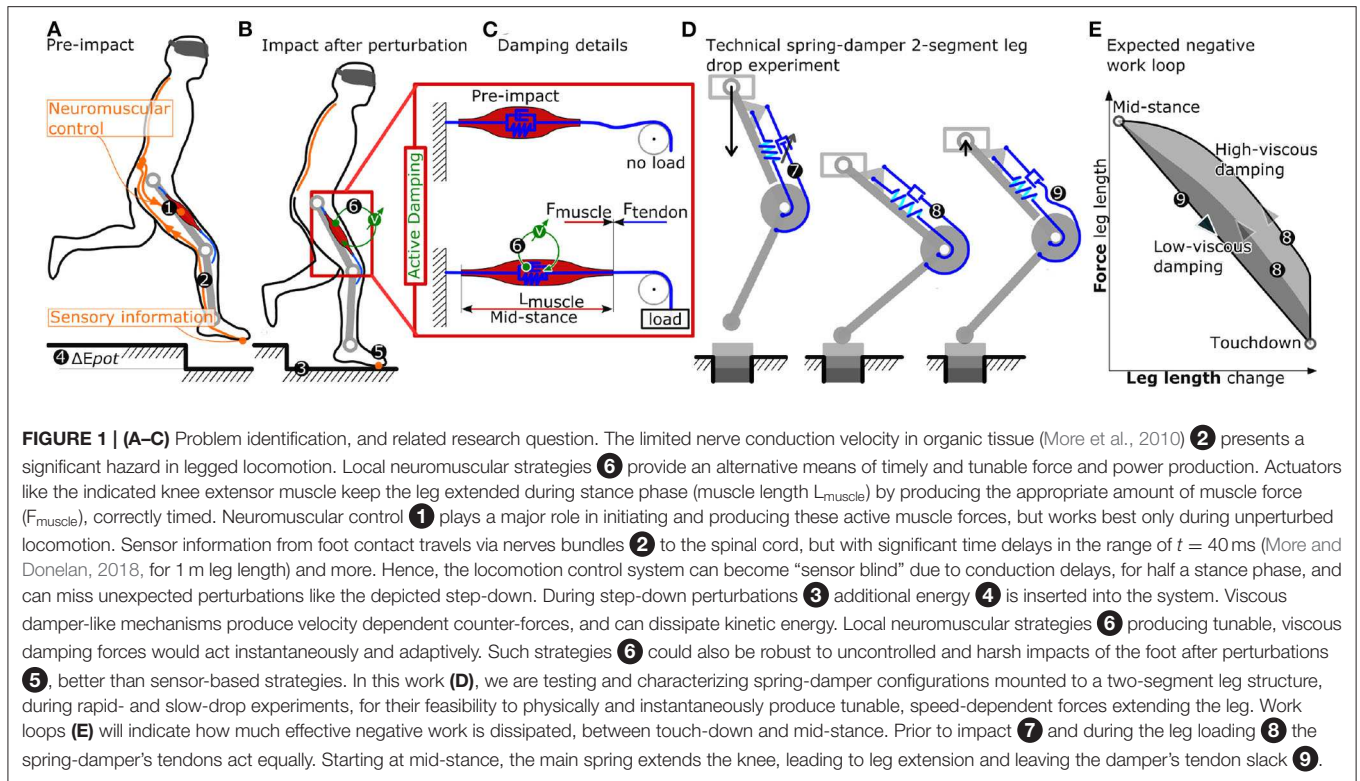 A
Pre-impact
Neuromuscular
control
1
2
Sensory information
4 ΔEpot
B
Impact after perturbation
6
V
5
3
C
Damping details
Active Damping
Pre-impact
no load
Fmuscle
Ftendon
6
V
Lmuscle
Mid-stance
load
D
Technical spring-damper 2-segment leg
drop experiment
7
8
9
E
Expected negative
work loop
Mid-stance
High-viscous
damping
9
8
Low-viscous
damping
8
Touchdown
Force leg length
Leg length change
FIGURE 1 | (A–C) Problem identification, and related research question. The limited nerve conduction velocity in organic tissue (More et al., 2010) 2 presents a
significant hazard in legged locomotion. Local neuromuscular strategies 6 provide an alternative means of timely and tunable force and power production. Actuators
like the indicated knee extensor muscle keep the leg extended during stance phase (muscle length Lmuscle) by producing the appropriate amount of muscle force
(Fmuscle), correctly timed. Neuromuscular control 1 plays a major role in initiating and producing these active muscle forces, but works best only during unperturbed
locomotion. Sensor information from foot contact travels via nerves bundles 2 to the spinal cord, but with significant time delays in the range of t = 40 ms (More and
Donelan, 2018, for 1 m leg length) and more. Hence, the locomotion control system can become “sensor blind” due to conduction delays, for half a stance phase, and
can miss unexpected perturbations like the depicted step-down. During step-down perturbations 3 additional energy 4 is inserted into the system. Viscous
damper-like mechanisms produce velocity dependent counter-forces, and can dissipate kinetic energy. Local neuromuscular strategies 6 producing tunable, viscous
damping forces would act instantaneously and adaptively. Such strategies 6 could also be robust to uncontrolled and harsh impacts of the foot after perturbations
5, better than sensor-based strategies. In this work (D), we are testing and characterizing spring-damper configurations mounted to a two-segment leg structure,
during rapid- and slow-drop experiments, for their feasibility to physically and instantaneously produce tunable, speed-dependent forces extending the leg. Work
loops (E) will indicate how much effective negative work is dissipated, between touch-down and mid-stance. Prior to impact 7 and during the leg loading 8 the
spring-damper’s tendons act equally. Starting at mid-stance, the main spring extends the knee, leading to leg extension and leaving the damper’s tendon slack 9.